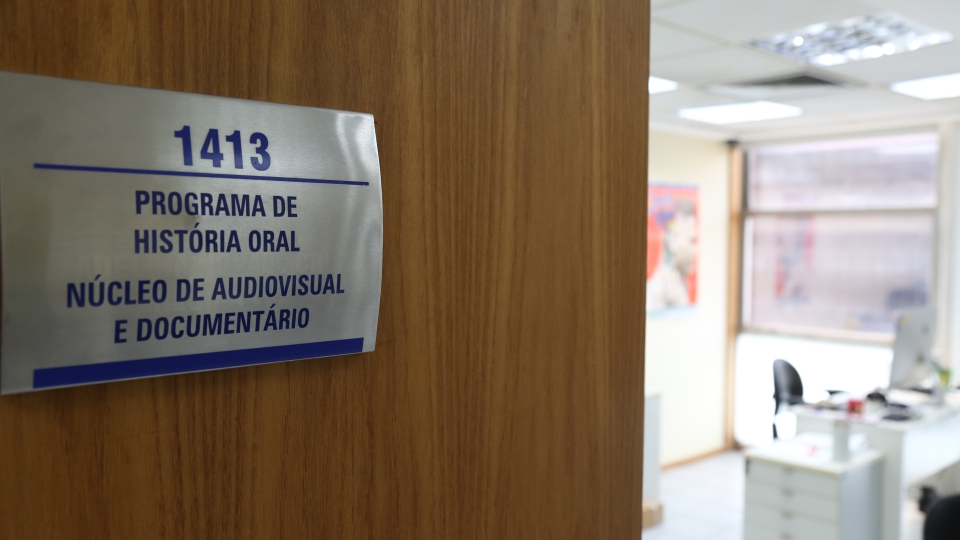 1413
PROGRAMA DE
HISTÓRIA ORAL
NÚCLEO DE AUDIOVISUAL
E DOCUMENTÁRIO